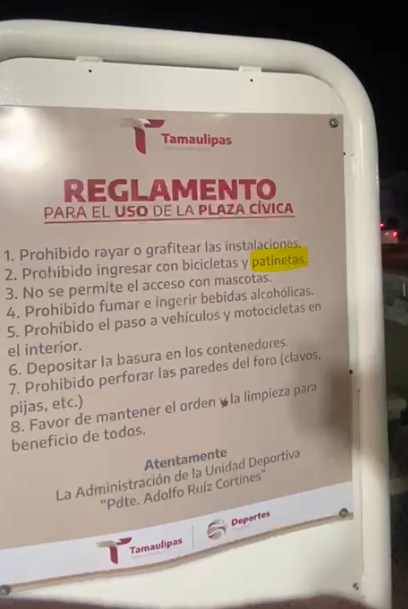 Tamaulipas
REGLAMENTO
PARA EL USO DE LA PLAZA CÍVICA
1. Prohibido rayar o grafitear las instalaciones.
2. Prohibido ingresar con bicicletas y patinetas.
3. No se permite el acceso con mascotas.
4. Prohibido fumar e ingerir bebidas alcohólicas.
5. Prohibido el paso a vehículos y motocicletas en
el interior.
6. Depositar la basura en los contenedores.
7. Prohibido perforar las paredes del foro (clavos,
pijas, etc.)
8. Favor de mantener el orden y la limpieza para
beneficio de todos.
Atentamente
La Administración de la Unidad Deportiva
“Pdte. Adolfo Ruíz Cortines”
Tamaulipas
Deportes